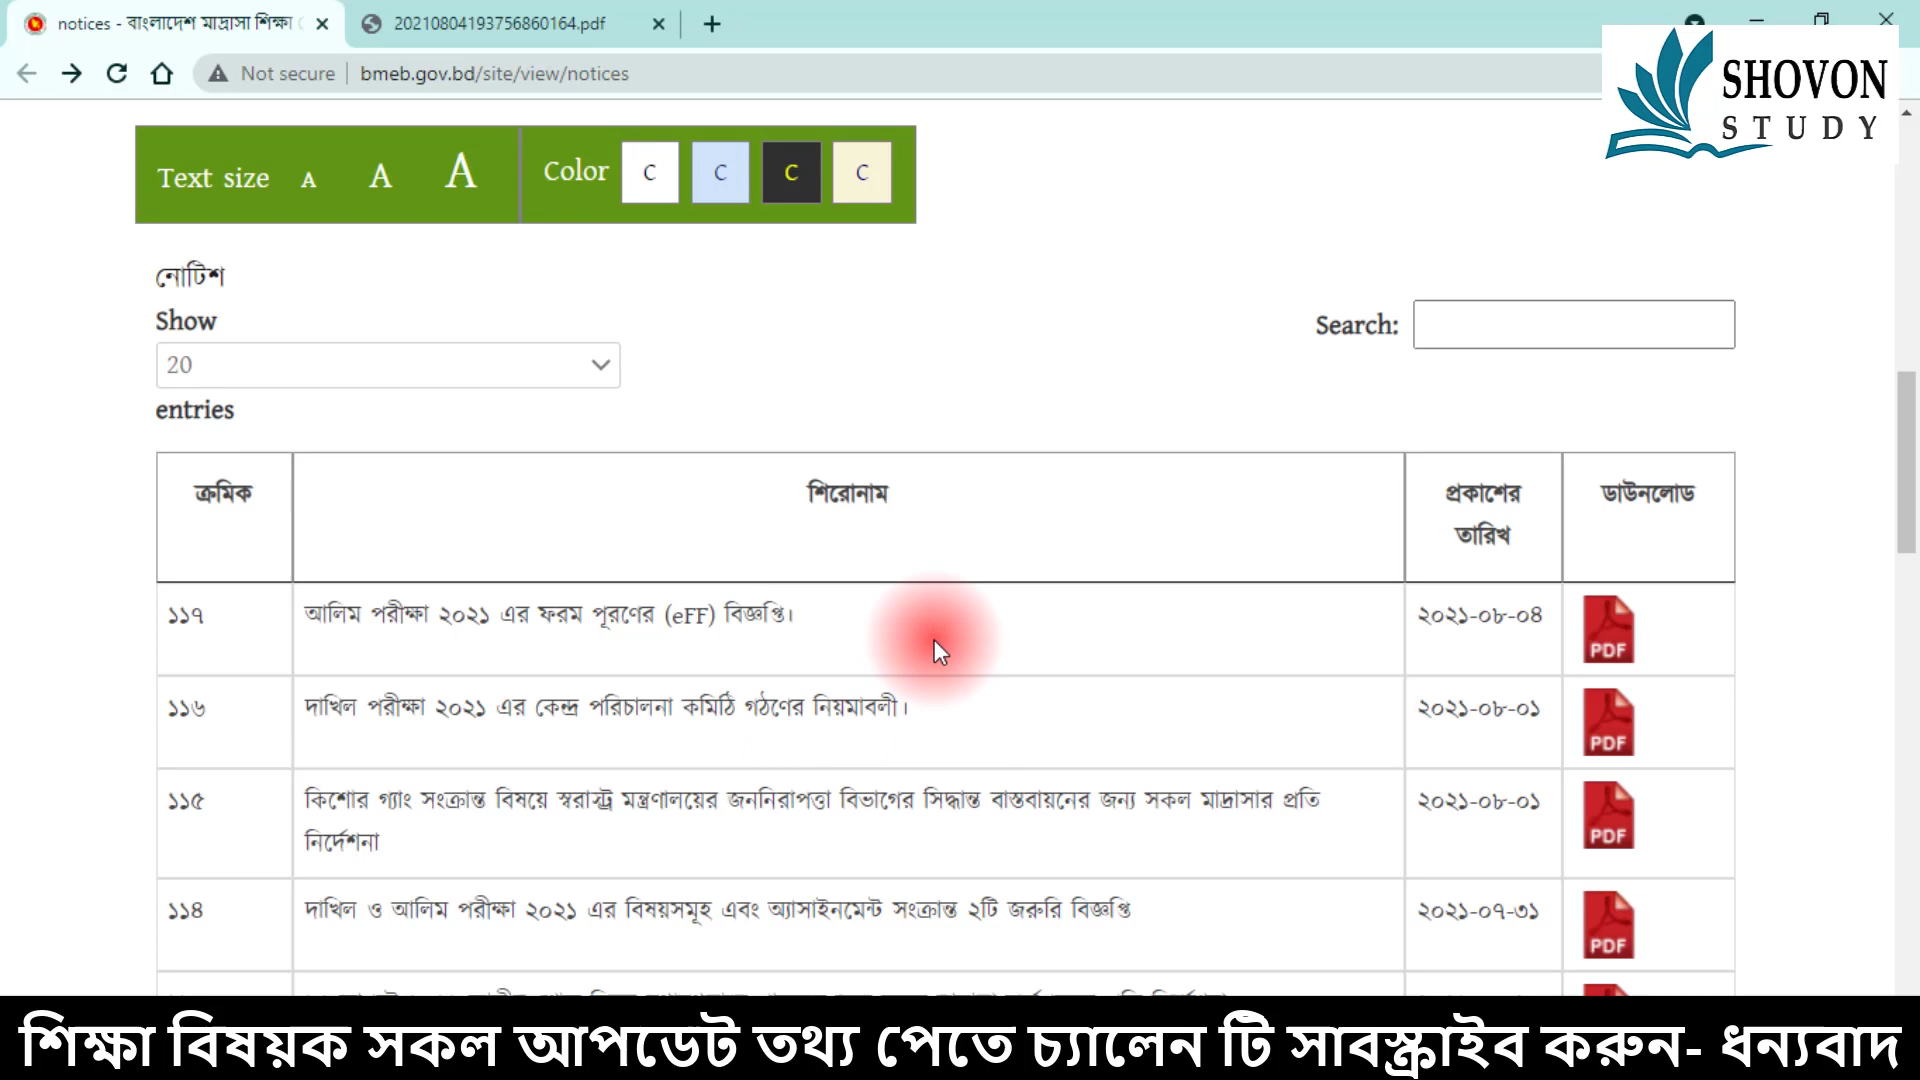 notices - বাংলাদেশ মাদ্রাসা শিক্ষা
20210804193756860164.pdf
Not secure
bmeb.gov.bd/site/view/notices
SHOVON
STUDY
Text size A A A
Color C C C C
নোটিশ
Show
20
entries
Search:
ক্রমিক শিরোনাম প্রকাশের তারিখ ডাউনলোড
১১৭ আলিম পরীক্ষা ২০২১ এর ফরম পূরণের (eFF) বিজ্ঞপ্তি। ২০২১-০৮-০৪ PDF
১১৬ দাখিল পরীক্ষা ২০২১ এর কেন্দ্র পরিচালনা কমিঠি গঠণের নিয়মাবলী। ২০২১-০৮-০১ PDF
১১৫ কিশোর গ্যাং সংক্রান্ত বিষয়ে স্বরাস্ট্র মন্ত্রণালয়ের জননিরাপত্তা বিভাগের সিদ্ধান্ত বাস্তবায়নের জন্য সকল মাদ্রাসার প্রতি ২০২১-০৮-০১ PDF
নির্দেশনা
১১৪ দাখিল ও আলিম পরীক্ষা ২০২১ এর বিষয়সমূহ এবং অ্যাসাইনমেন্ট সংক্রান্ত ২টি জরুরি বিজ্ঞপ্তি ২০২১-০৭-৩১ PDF
শিক্ষা বিষয়ক সকল আপডেট তথ্য পেতে চ্যালেন টি সাবস্ক্রাইব করুন- ধন্যবাদ